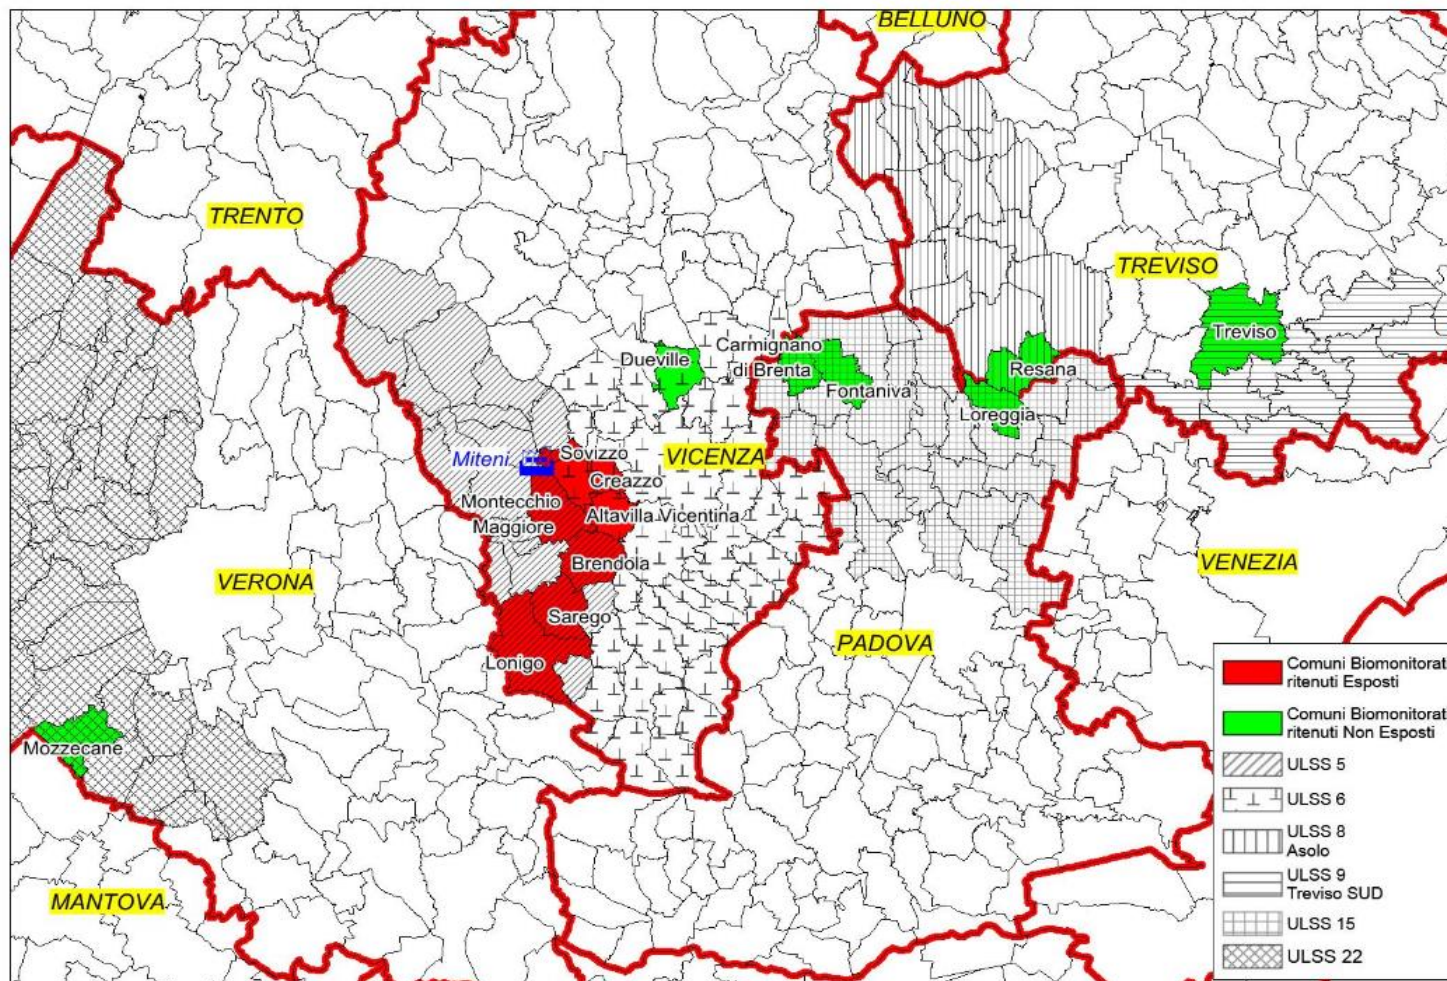 BELLUNO
TRENTO
TREVISO
Treviso
Dueville
Carmignano
di Brenta
Fontaniva
Resana
Loreggia
Miteni
Sovizzo
VICENZA
Creazzo
Montecchio
Maggiore
Altavilla Vicentina
Brendola
VERONA
VENEZIA
Sarego
PADOVA
Lonigo
Mozzecane
MANTOVA
Comuni Biomonitorat
ritenuti Esposti
Comuni Biomonitorat
ritenuti Non Esposti
ULSS 5
ULSS 6
ULSS 8
Asolo
ULSS 9
Treviso SUD
ULSS 15
ULSS 22